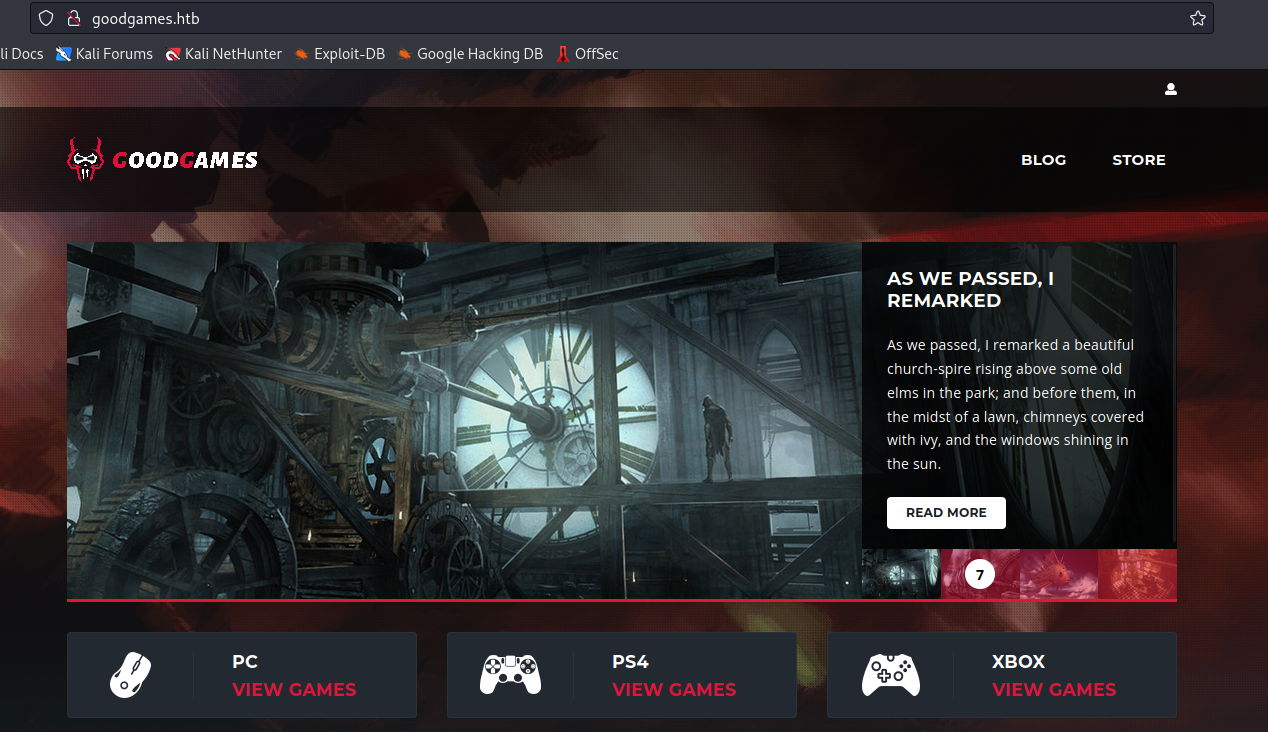 goodgames.htb
li Docs Kali Forums Kali NetHunter Exploit-DB Google Hacking DB OffSec
GOODGAMES BLOG STORE
AS WE PASSED, I
REMARKED
As we passed, I remarked a beautiful
church-spire rising above some old
elms in the park; and before them, in
the midst of a lawn, chimneys covered
with ivy, and the windows shining in
the sun.
READ MORE
7
PC
VIEW GAMES
PS4
VIEW GAMES
XBOX
VIEW GAMES